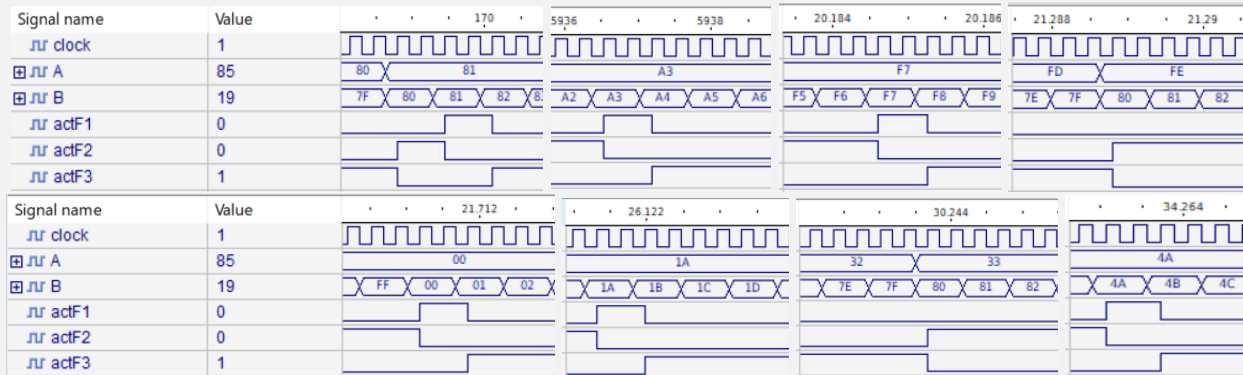 Signal name Value 170 5936 5938 20.184 20.186 21.288 21.29
clock 1
A 85 80 81 A3 F7 FD FE
B 19 7F 80 81 82 A2 A3 A4 A5 A6 F5 F6 F7 F8 F9 7E 7F 80 81 82
actF1 0
actF2 0
actF3 1
Signal name Value 21.712 26.122 30.244 34.264
clock 1
A 85 00 1A 32 33 4A
B 19 FF 00 01 02 1A 1B 1C 1D 7E 7F 80 81 82 4A 4B 4C
actF1 0
actF2 0
actF3 1